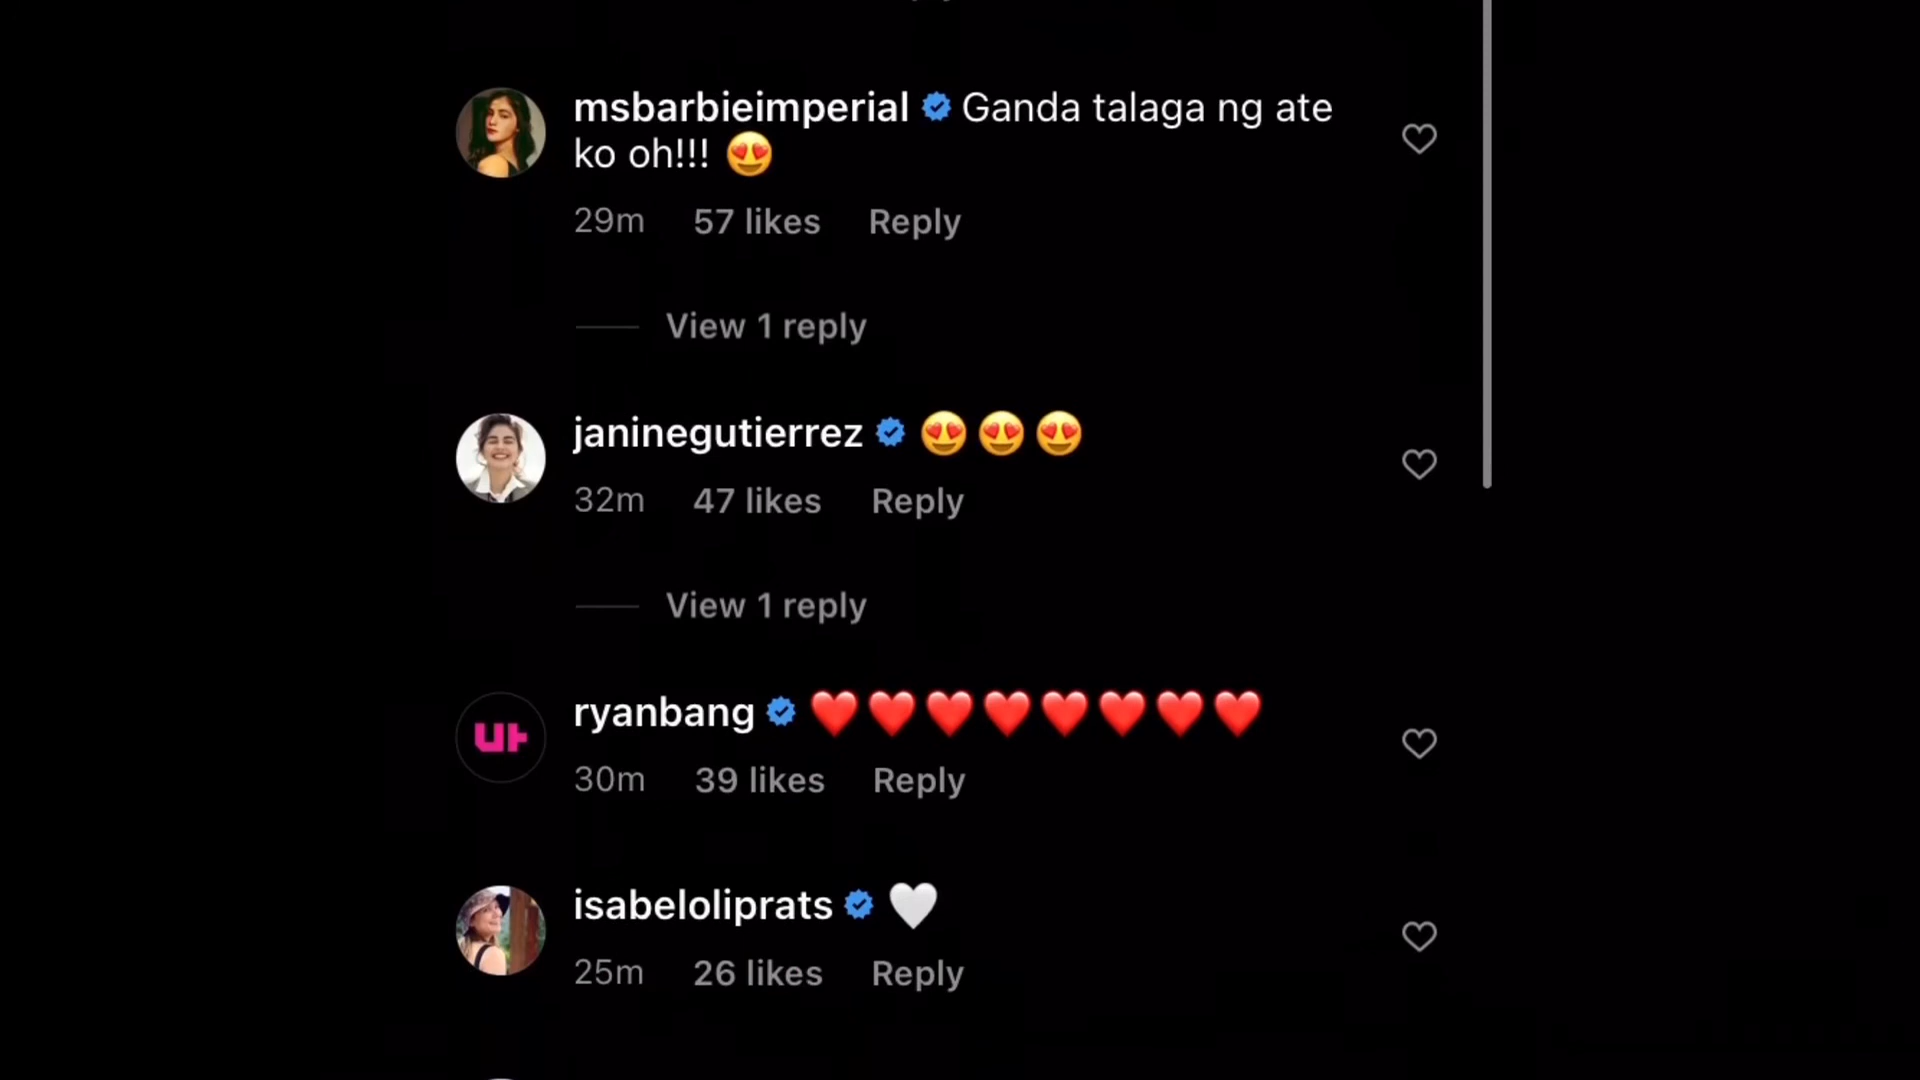 msbarbieimperial Ganda talaga ng ate
ko oh!!! 😍
29m 57 likes Reply
View 1 reply
janinegutierrez 😍😍😍
32m 47 likes Reply
View 1 reply
ryanbang ❤️❤️❤️❤️❤️❤️❤️❤️
30m 39 likes Reply
isabeloliprats 🤍
25m 26 likes Reply